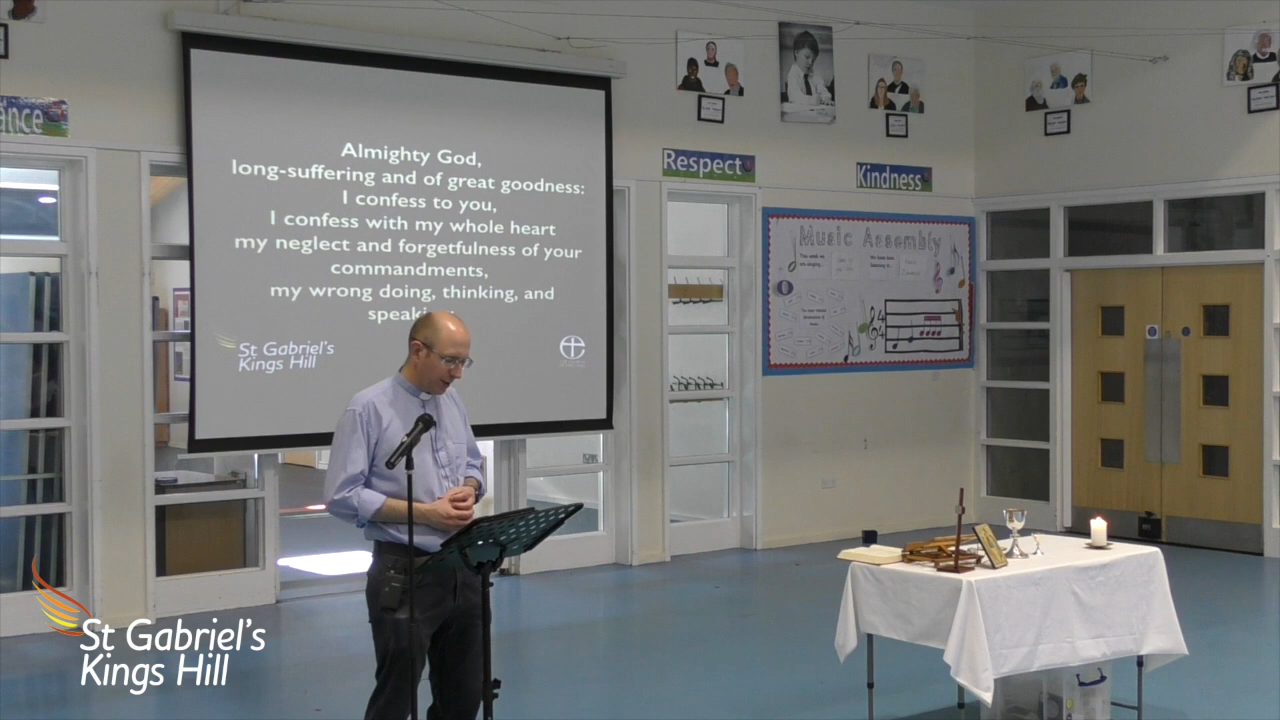 ance
Almighty God,
long-suffering and of great goodness:
I confess to you,
I confess with my whole heart
my neglect and forgetfulness of your
commandments,
my wrong doing, thinking, and
St Gabriel's
Kings Hill
Respect
Kindness
Music Assembly
St Gabriel's
Kings Hill